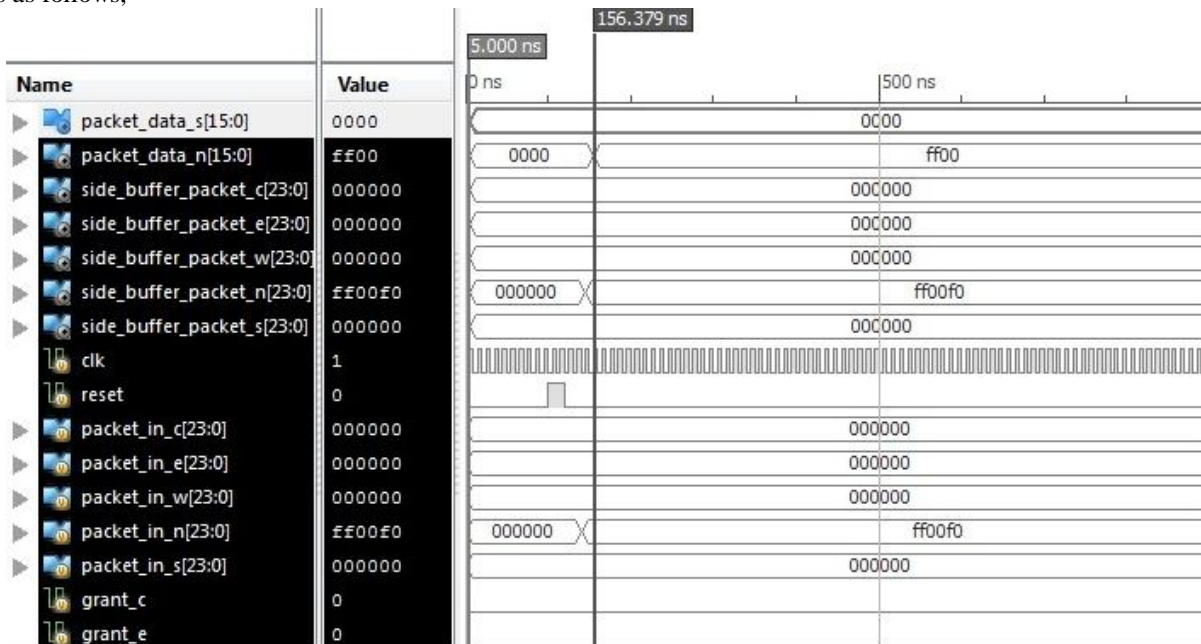 s as follows,
156.379 ns
5.000 ns
Name Value 0 ns 500 ns
packet_data_s[15:0] 0000 0000
packet_data_n[15:0] ff00 0000 ff00
side_buffer_packet_c[23:0] 000000 000000
side_buffer_packet_e[23:0] 000000 000000
side_buffer_packet_w[23:0] 000000 000000
side_buffer_packet_n[23:0] ff00f0 000000 ff00f0
side_buffer_packet_s[23:0] 000000 000000
clk 1
reset 0
packet_in_c[23:0] 000000 000000
packet_in_e[23:0] 000000 000000
packet_in_w[23:0] 000000 000000
packet_in_n[23:0] ff00f0 000000 ff00f0
packet_in_s[23:0] 000000 000000
grant_c 0
grant_e 0